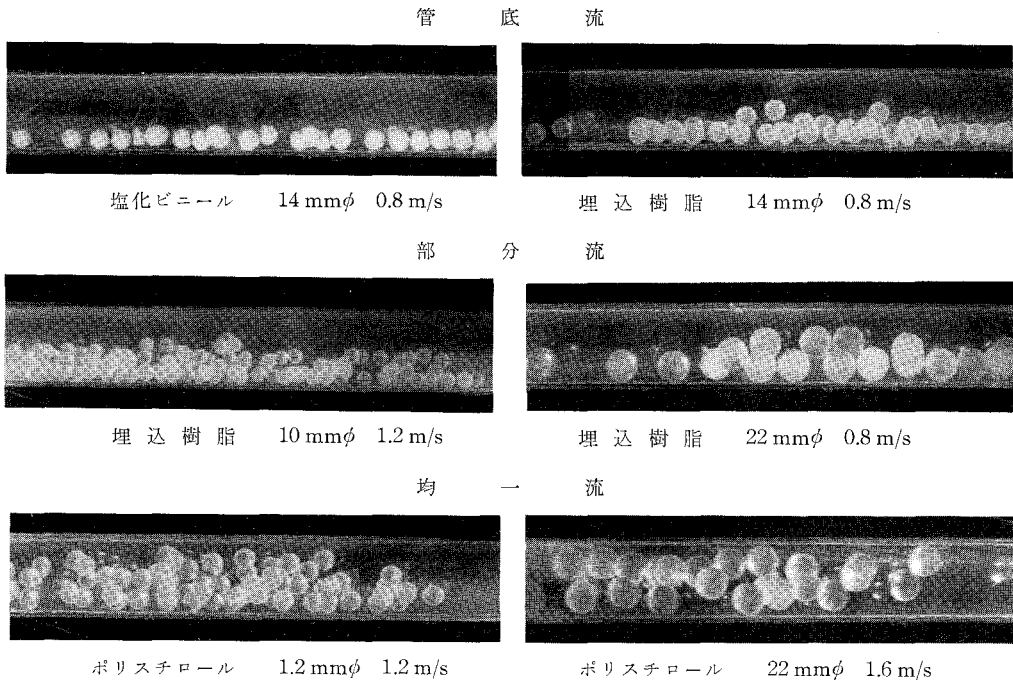 管底流
塩化ビニール 14 mmφ 0.8 m/s
埋込樹脂 14 mmφ 0.8 m/s
部分流
埋込樹脂 10 mmφ 1.2 m/s
埋込樹脂 22 mmφ 0.8 m/s
均一流
ポリスチロール 1.2 mmφ 1.2 m/s
ポリスチロール 22 mmφ 1.6 m/s